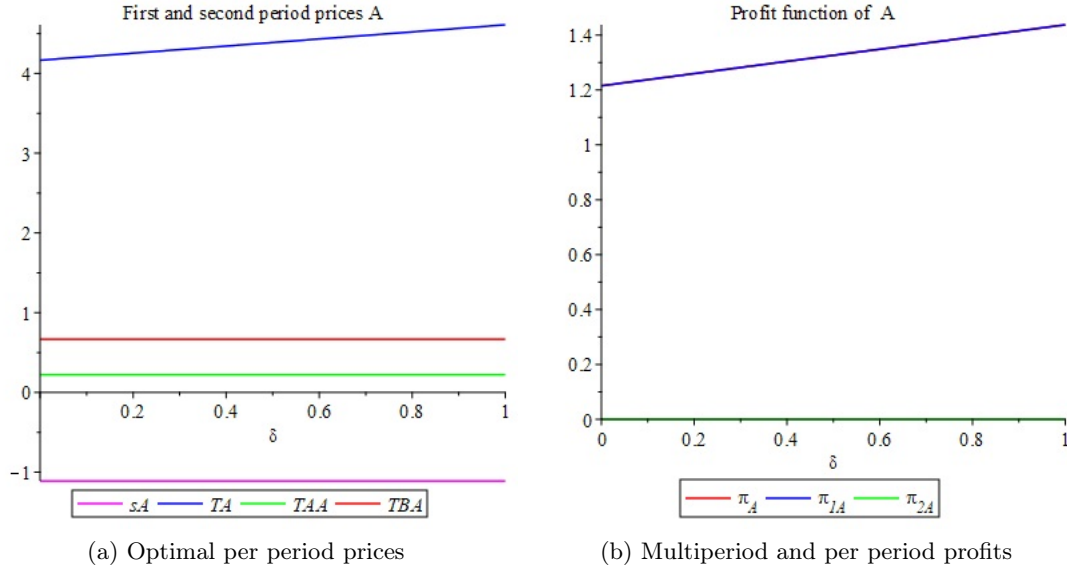 First and second period prices A
4
3
2
1
0
−1
0.2 0.4 0.6 0.8 1
δ
sA TA TAA TBA
(a) Optimal per period prices
Profit function of A
1.4
1.2
1
0.8
0.6
0.4
0.2
0
0 0.2 0.4 0.6 0.8 1
δ
π_A π_1A π_2A
(b) Multiperiod and per period profits